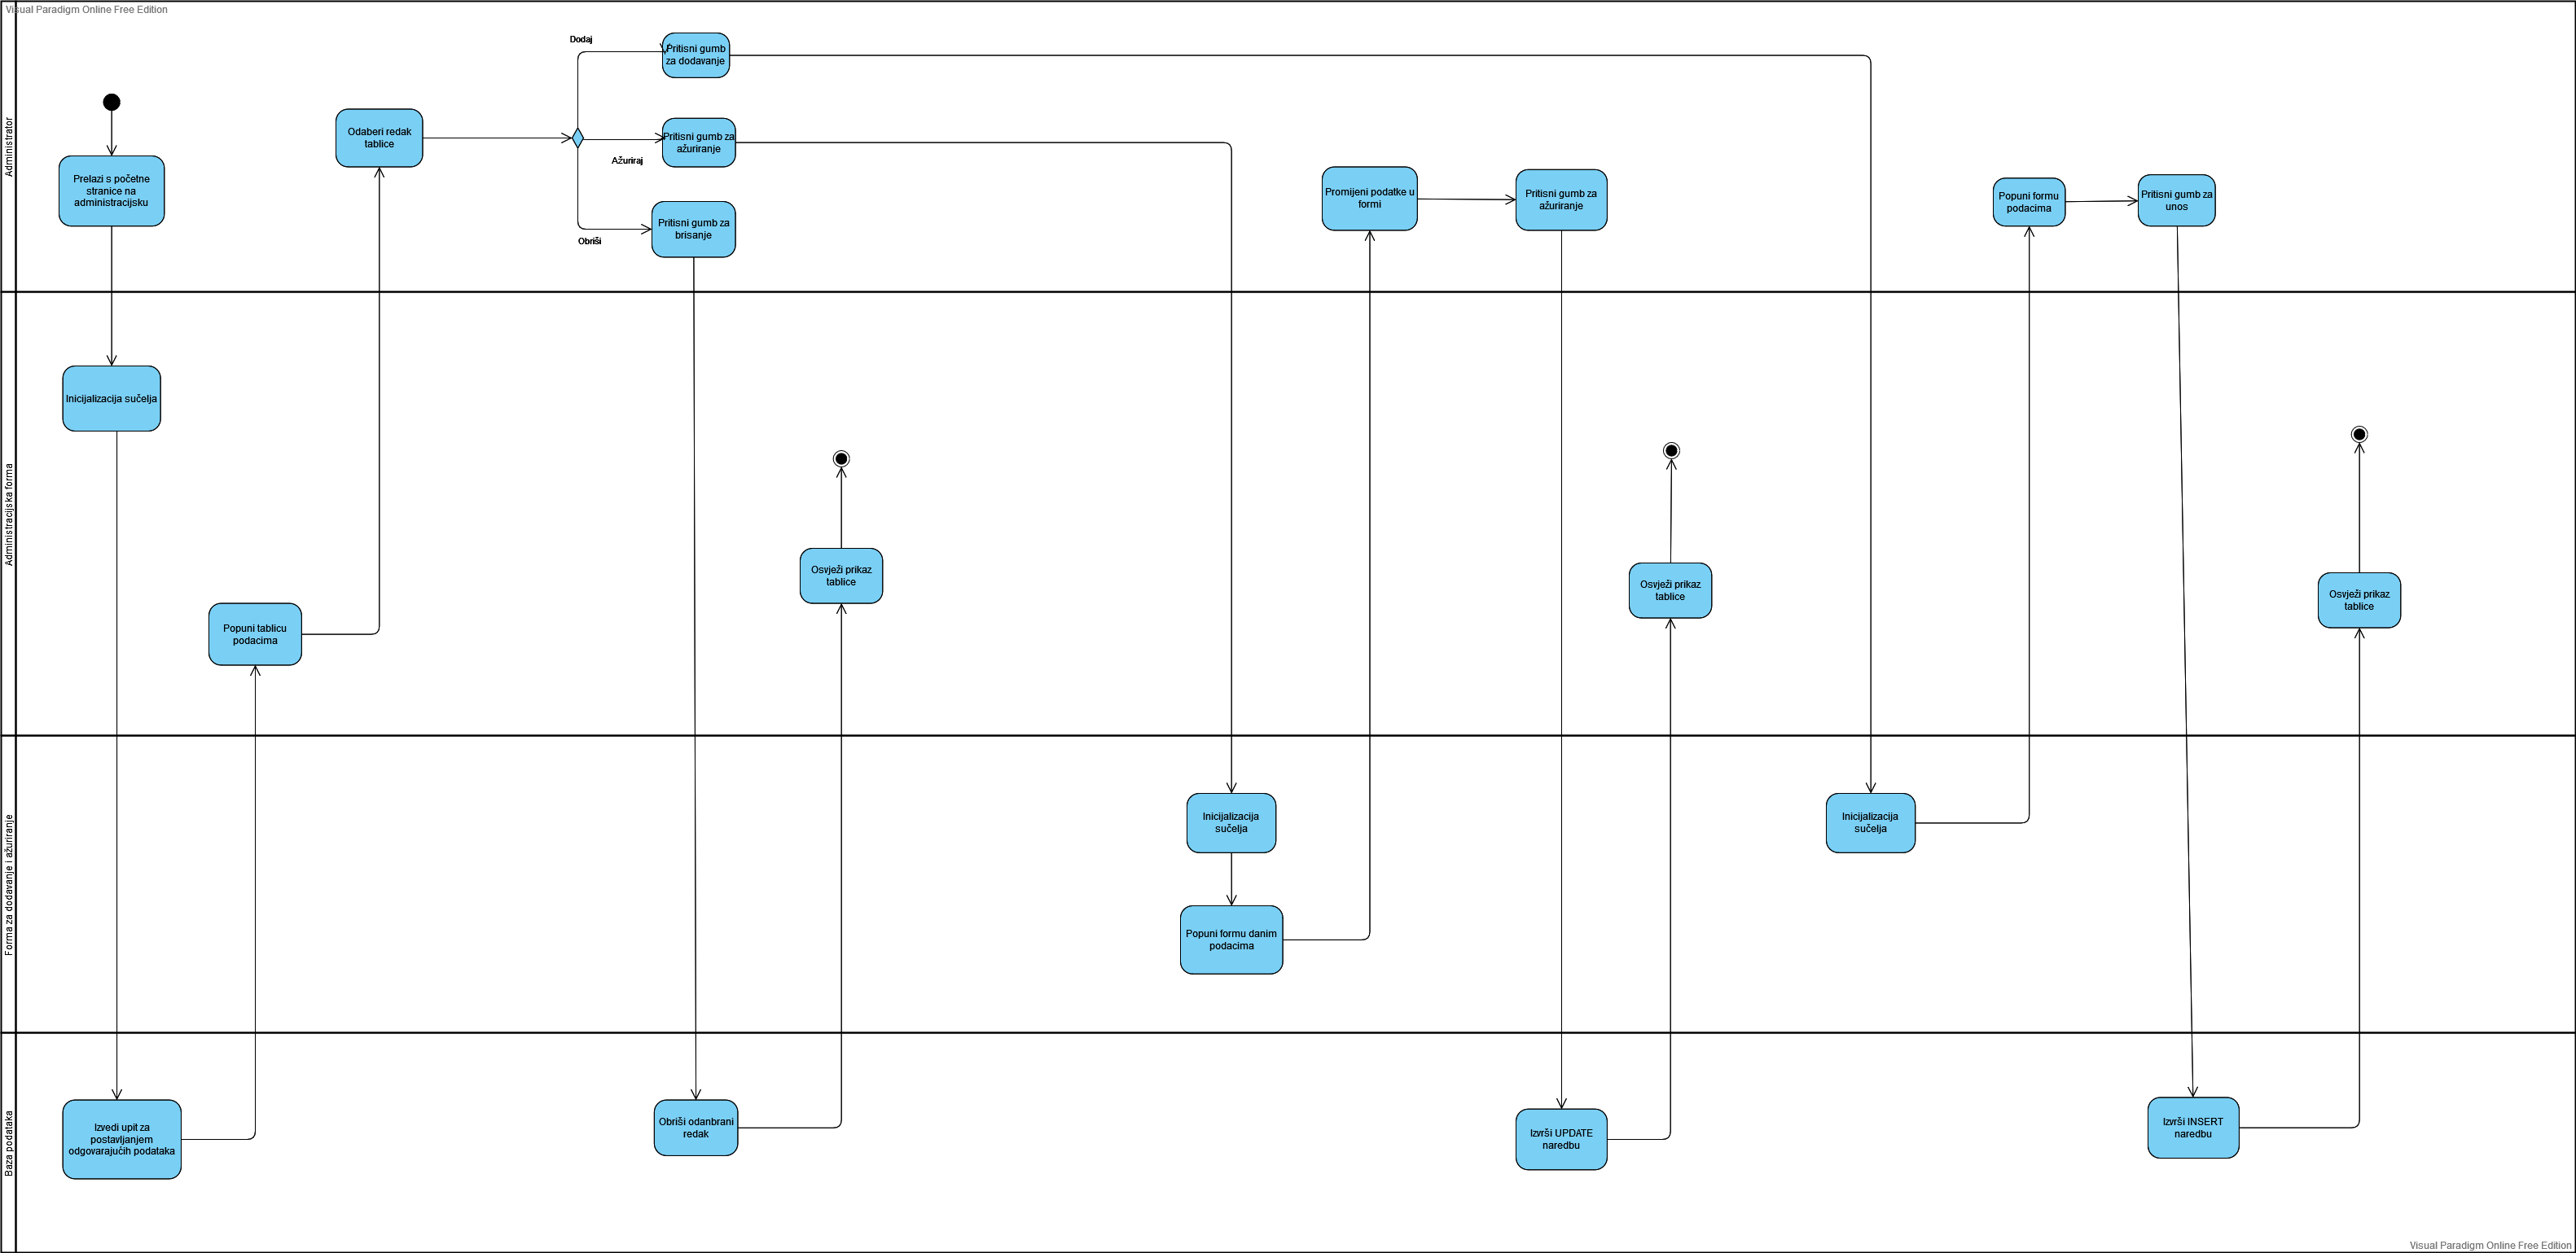 Visual Paradigm Online Free Edition
Administrator
Dodaj
Pritisni gumb
za dodavanje
Odaberi redak
tablice
Pritisni gumb za
ažuriranje
Ažuriraj
Prelazi s početne
stranice na
administracijsku
Pritisni gumb za
brisanje
Obriši
Promijeni podatke u
formi
Pritisni gumb za
ažuriranje
Popuni formu
podacima
Pritisni gumb za
unos
Administracijska forma
Inicijalizacija sučelja
Popuni tablicu
podacima
Osvježi prikaz
tablice
Osvježi prikaz
tablice
Osvježi prikaz
tablice
Forma za dodavanje i ažuriranje
Inicijalizacija
sučelja
Popuni formu danim
podacima
Inicijalizacija
sučelja
Baza podataka
Izvedi upit za
postavljanjem
odgovarajućih podataka
Obriši odanbrani
redak
Izvrši UPDATE
naredbu
Izvrši INSERT
naredbu
Visual Paradigm Online Free Edition